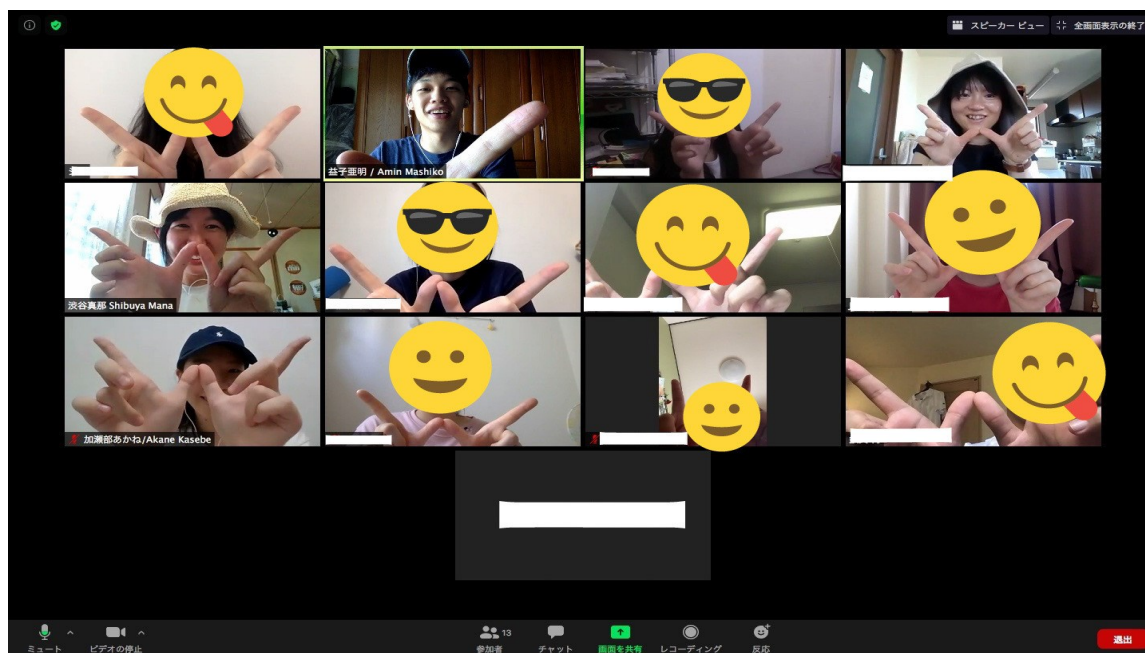 スピーカー ビュー
全画面表示の終了
益子亜明 / Amin Mashiko
渋谷真那 Shibuya Mana
加瀬部あかね/Akane Kasebe
ミュート
ビデオの停止
13
参加者
チャット
画面を共有
レコーディング
反応
退出